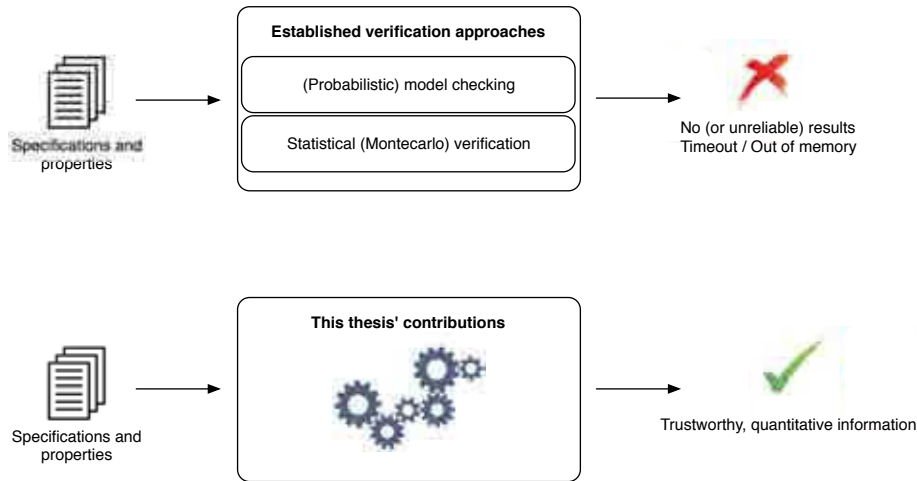 Established verification approaches
(Probabilistic) model checking
Statistical (Montecarlo) verification
Specifications and
properties
No (or unreliable) results
Timeout / Out of memory
This thesis' contributions
Specifications and
properties
Trustworthy, quantitative information